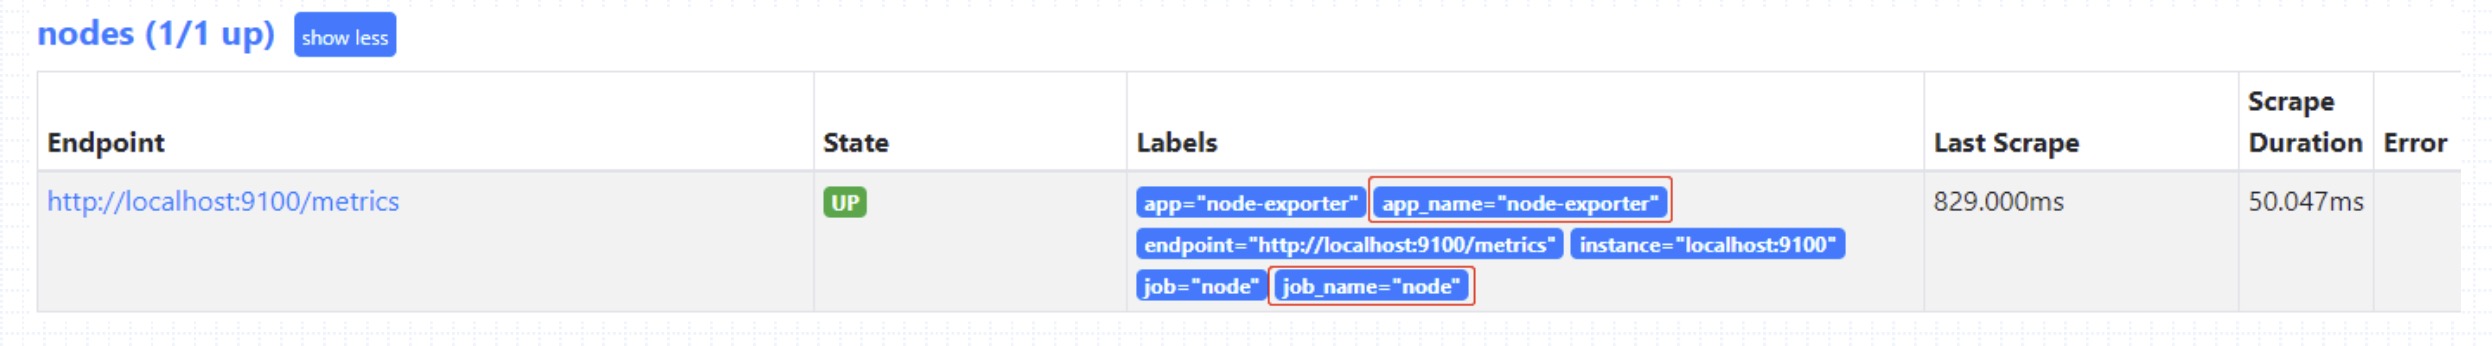 nodes (1/1 up) show less
Endpoint State Labels Last Scrape Scrape Duration Error
http://localhost:9100/metrics UP app="node-exporter" app_name="node-exporter" 829.000ms 50.047ms
endpoint="http://localhost:9100/metrics" instance="localhost:9100"
job="node" job_name="node"